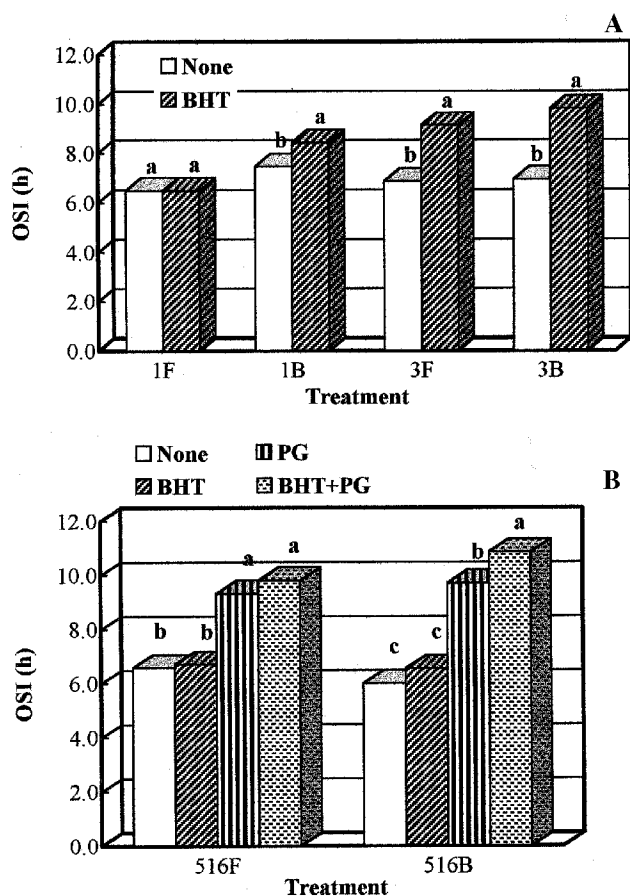 A
12.0
10.0
8.0
6.0
4.0
2.0
0.0
OSI (h)
None
BHT
a a b a b a b a
1F 1B 3F 3B
Treatment
None PG
BHT BHT+PG
B
12.0
10.0
8.0
6.0
4.0
2.0
0.0
OSI (h)
b b a a c c b a
516F 516B
Treatment